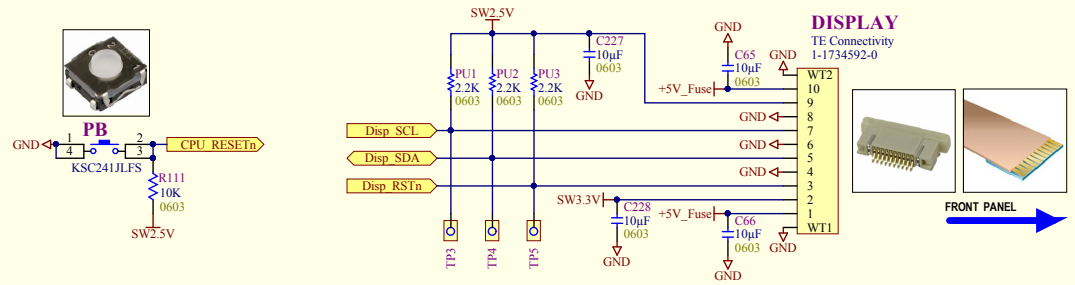 PB
GND
1
4
2
3
KSC241JLFS
CPU_RESETn
R111
10K
0603
SW2.5V
SW2.5V
PU1
2.2K
0603
PU2
2.2K
0603
PU3
2.2K
0603
C227
10µF
0603
GND
Disp_SCL
Disp_SDA
Disp_RSTn
TP3
TP4
TP5
GND
C65
10µF
0603
+5V_Fuse
GND
GND
GND
GND
SW3.3V
C228
10µF
0603
GND
+5V_Fuse
C66
10µF
0603
GND
GND
DISPLAY
TE Connectivity
1-1734592-0
WT2
10
9
8
7
6
5
4
3
2
1
WT1
FRONT PANEL